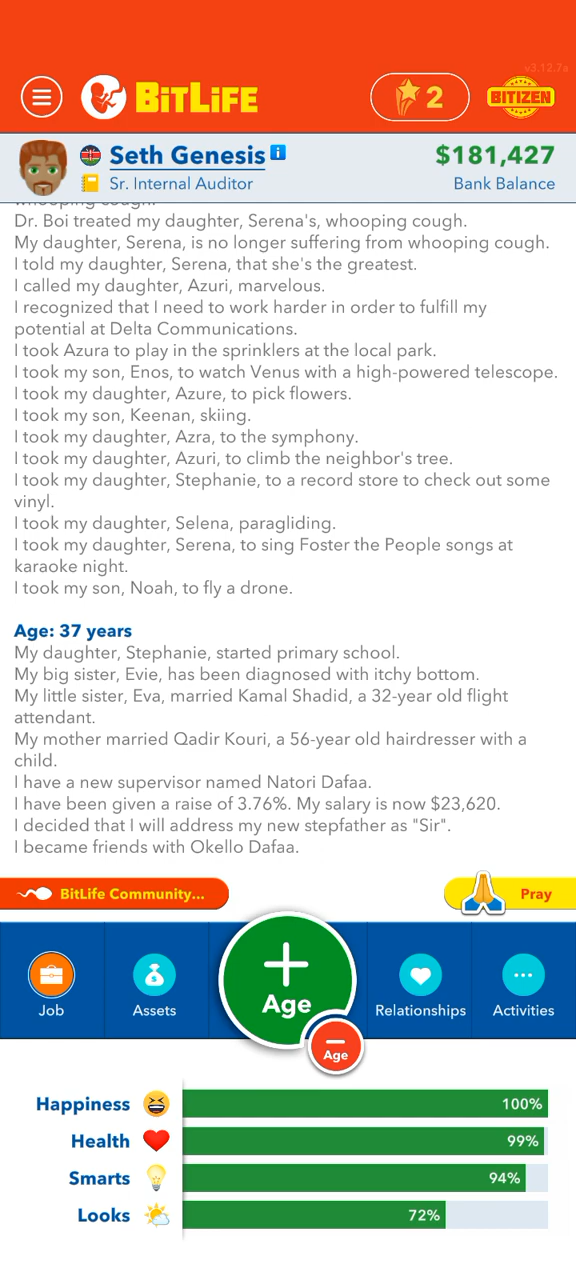 v3.12.7a
BITLIFE
2
BITIZEN
Seth Genesis
$181,427
Sr. Internal Auditor
Bank Balance
whooping cough.
Dr. Boi treated my daughter, Serena's, whooping cough.
My daughter, Serena, is no longer suffering from whooping cough.
I told my daughter, Serena, that she's the greatest.
I called my daughter, Azuri, marvelous.
I recognized that I need to work harder in order to fulfill my
potential at Delta Communications.
I took Azura to play in the sprinklers at the local park.
I took my son, Enos, to watch Venus with a high-powered telescope.
I took my daughter, Azure, to pick flowers.
I took my son, Keenan, skiing.
I took my daughter, Azra, to the symphony.
I took my daughter, Azuri, to climb the neighbor's tree.
I took my daughter, Stephanie, to a record store to check out some
vinyl.
I took my daughter, Selena, paragliding.
I took my daughter, Serena, to sing Foster the People songs at
karaoke night.
I took my son, Noah, to fly a drone.
Age: 37 years
My daughter, Stephanie, started primary school.
My big sister, Evie, has been diagnosed with itchy bottom.
My little sister, Eva, married Kamal Shadid, a 32-year old flight
attendant.
My mother married Qadir Kouri, a 56-year old hairdresser with a
child.
I have a new supervisor named Natori Dafaa.
I have been given a raise of 3.76%. My salary is now $23,620.
I decided that I will address my new stepfather as "Sir".
I became friends with Okello Dafaa.
BitLife Community...
Pray
Job
Assets
Age
Relationships
Activities
Age
Happiness
100%
Health
99%
Smarts
94%
Looks
72%